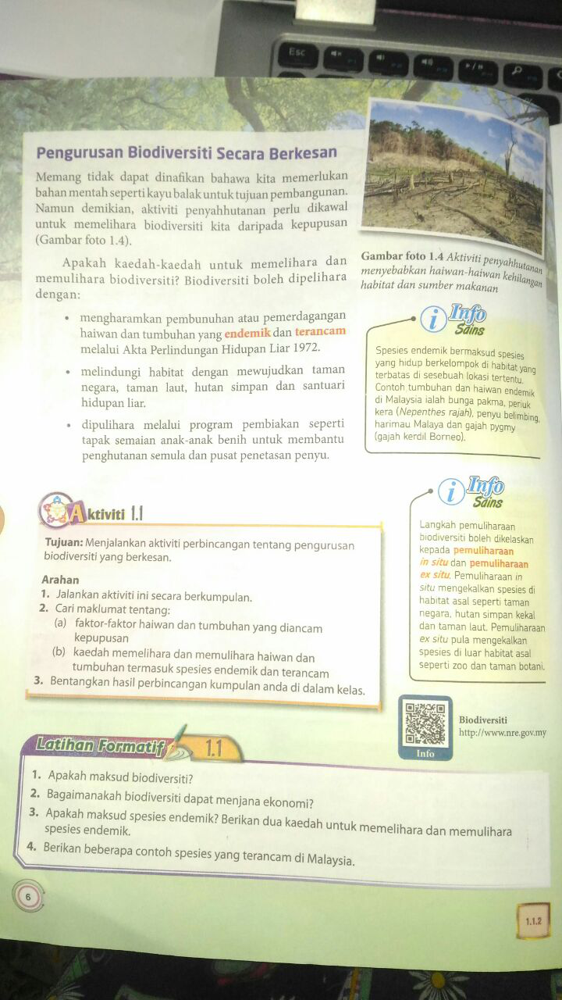 Esc
Pengurusan Biodiversiti Secara Berkesan
Memang tidak dapat dinafikan bahawa kita memerlukan
bahan mentah seperti kayu balak untuk tujuan pembangunan.
Namun demikian, aktiviti penyahhutanan perlu dikawal
untuk memelihara biodiversiti kita daripada kepupusan
(Gambar foto 1.4).
Apakah kaedah-kaedah untuk memelihara dan
memulihara biodiversiti? Biodiversiti boleh dipelihara
dengan:
• mengharamkan pembunuhan atau pemerdagangan
haiwan dan tumbuhan yang endemik dan terancam
melalui Akta Perlindungan Hidupan Liar 1972.
• melindungi habitat dengan mewujudkan taman
negara, taman laut, hutan simpan dan santuari
hidupan liar.
• dipulihara melalui program pembiakan seperti
tapak semaian anak-anak benih untuk membantu
penghutanan semula dan pusat penetasan penyu.
Gambar foto 1.4 Aktiviti penyahhutanan
menyebabkan haiwan-haiwan kehilangan
habitat dan sumber makanan
i Info
Sains
Spesies endemik bermaksud spesies
yang hidup berkelompok di habitat yang
terbatas di sesebuah lokasi tertentu.
Contoh tumbuhan dan haiwan endemik
di Malaysia ialah bunga pakma, periuk
kera (Nepenthes rajah), penyu belimbing,
harimau Malaya dan gajah pygmy
(gajah kerdil Borneo).
i Info
Sains
Langkah pemuliharaan
biodiversiti boleh dikelaskan
kepada pemuliharaan
in situ dan pemuliharaan
ex situ. Pemuliharaan in
situ mengekalkan spesies di
habitat asal seperti taman
negara, hutan simpan kekal
dan taman laut. Pemuliharaan
ex situ pula mengekalkan
spesies di luar habitat asal
seperti zoo dan taman botani.
Aktiviti 1.1
Tujuan: Menjalankan aktiviti perbincangan tentang pengurusan
biodiversiti yang berkesan.
Arahan
1. Jalankan aktiviti ini secara berkumpulan.
2. Cari maklumat tentang:
(a) faktor-faktor haiwan dan tumbuhan yang diancam
kepupusan
(b) kaedah memelihara dan memulihara haiwan dan
tumbuhan termasuk spesies endemik dan terancam
3. Bentangkan hasil perbincangan kumpulan anda di dalam kelas.
Info
Biodiversiti
http://www.nre.gov.my
Latihan Formatif 1.1
1. Apakah maksud biodiversiti?
2. Bagaimanakah biodiversiti dapat menjana ekonomi?
3. Apakah maksud spesies endemik? Berikan dua kaedah untuk memelihara dan memulihara
spesies endemik.
4. Berikan beberapa contoh spesies yang terancam di Malaysia.
6
1.1.2